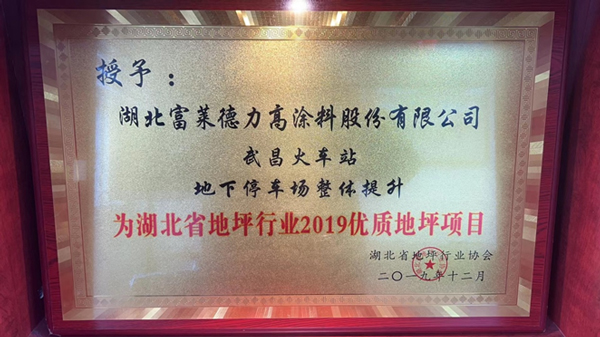 授予：
湖北富莱德力高涂料股份有限公司
武昌火车站
地下停车场整体提升
为湖北省地坪行业2019优质地坪项目
湖北省地坪行业协会
二〇一九年十二月